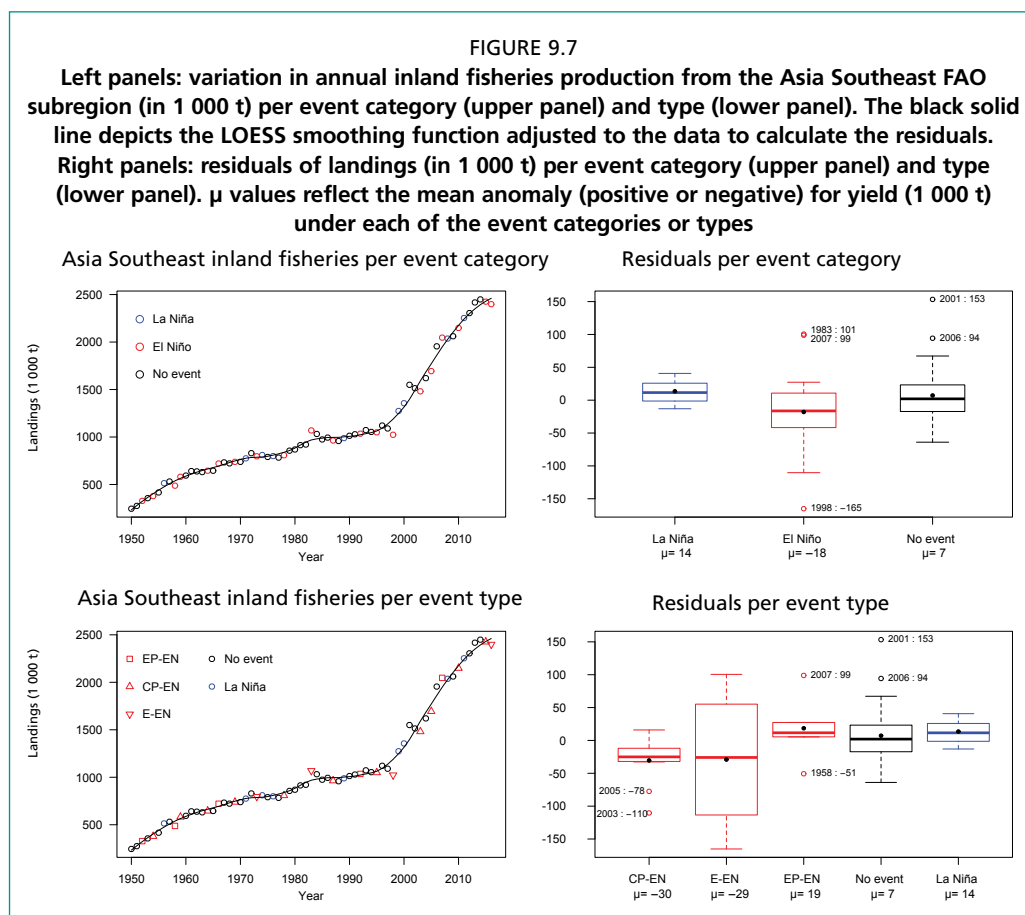 FIGURE 9.7
Left panels: variation in annual inland fisheries production from the Asia Southeast FAO
subregion (in 1 000 t) per event category (upper panel) and type (lower panel). The black solid
line depicts the LOESS smoothing function adjusted to the data to calculate the residuals.
Right panels: residuals of landings (in 1 000 t) per event category (upper panel) and type
(lower panel). µ values reflect the mean anomaly (positive or negative) for yield (1 000 t)
under each of the event categories or types
Asia Southeast inland fisheries per event category
Landings (1 000 t)
2500
2000
1500
1000
500
La Niña
El Niño
No event
1950 1960 1970 1980 1990 2000 2010
Year
Residuals per event category
150
100
50
0
-50
-100
-150
2001 : 153
1983 : 101
2007 : 99
2006 : 94
1998 : −165
La Niña El Niño No event
µ= 14 µ= −18 µ= 7
Asia Southeast inland fisheries per event type
Landings (1 000 t)
2500
2000
1500
1000
500
EP-EN No event
CP-EN La Niña
E-EN
1950 1960 1970 1980 1990 2000 2010
Year
Residuals per event type
150
100
50
0
-50
-100
-150
2001 : 153
2007 : 99
2006 : 94
1958 : −51
2005 : −78
2003 : −110
CP-EN E-EN EP-EN No event La Niña
µ= −30 µ= −29 µ= 19 µ= 7 µ= 14